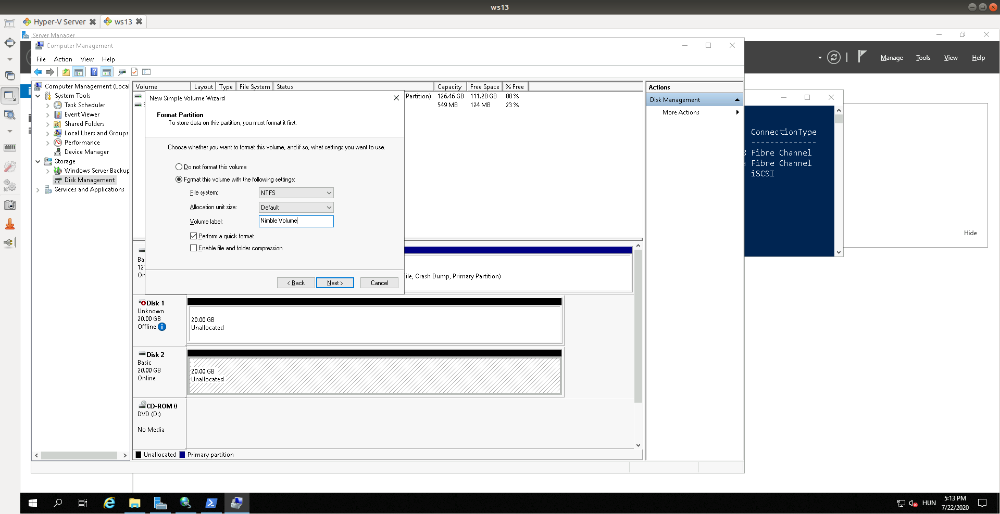 ws13
Hyper-V Server
ws13
Server Manager
Manage
Tools
View
Help
Computer Management
File Action View Help
Computer Management (Local
System Tools
Task Scheduler
Event Viewer
Shared Folders
Local Users and Groups
Performance
Device Manager
Storage
Windows Server Backup
Disk Management
Services and Applications
Volume Layout Type File System Status Capacity Free Space % Free
Partition) 126.46 GB 111.28 GB 88 %
549 MB 124 MB 23 %
Actions
Disk Management
More Actions
New Simple Volume Wizard
Format Partition
To store data on this partition, you must format it first.
Choose whether you want to format this volume, and if so, what settings you want to use.
Do not format this volume
Format this volume with the following settings:
File system: NTFS
Allocation unit size: Default
Volume label: Nimble Volume
Perform a quick format
Enable file and folder compression
< Back
Next >
Cancel
ConnectionType
--------------
Fibre Channel
Fibre Channel
iSCSI
Hide
File, Crash Dump, Primary Partition)
Disk 1
Unknown
20.00 GB
Offline
20.00 GB
Unallocated
Disk 2
Basic
20.00 GB
Online
20.00 GB
Unallocated
CD-ROM 0
DVD (D:)
No Media
Unallocated Primary partition
HUN
5:13 PM
7/22/2020